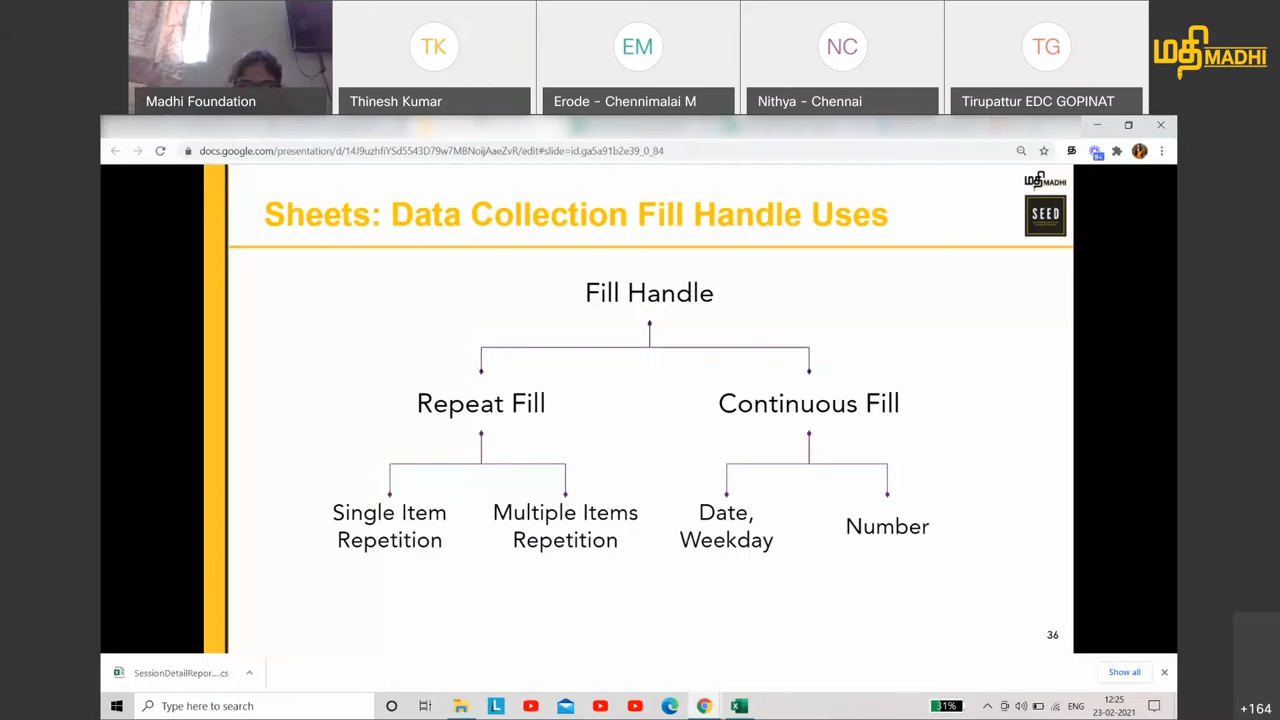 TK
EM
NC
TG
Madhi Foundation
Thinesh Kumar
Erode - Chennimalai M
Nithya - Chennai
Tirupattur EDC GOPINAT
மதி MADHI
docs.google.com/presentation/d/14J9uzhfiYSd5543D79w7MBNoijAaeZvR/edit#slide=id.ga5a91b2e39_0_84
மதி MADHI
SEED
Sheets: Data Collection Fill Handle Uses
Fill Handle
Repeat Fill
Continuous Fill
Single Item
Repetition
Multiple Items
Repetition
Date,
Weekday
Number
36
SessionDetailRepor....cs
Show all
Type here to search
31%
ENG
12:25
23-02-2021
+164